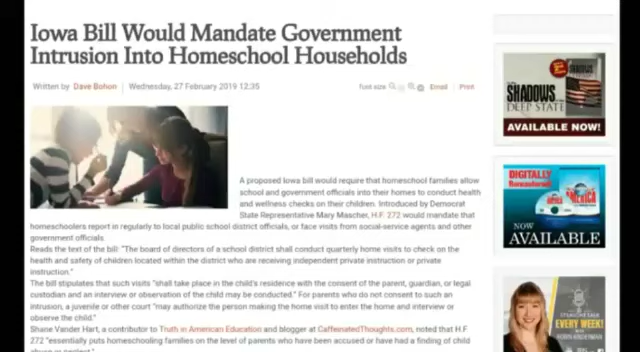 Iowa Bill Would Mandate Government
Intrusion Into Homeschool Households
Written by Dave Bohon Wednesday, 27 February 2019 12:35
font size Email Print
A proposed Iowa bill would require that homeschool families allow
school and government officials into their homes to conduct health
and wellness checks on their children. Introduced by Democrat
State Representative Mary Mascher, H.F. 272 would mandate that
homeschoolers report in regularly to local public school district officials, or face visits from social-service agents and other
government officials.
Reads the text of the bill: "The board of directors of a school district shall conduct quarterly home visits to check on the
health and safety of children located within the district who are receiving independent private instruction or private
instruction."
The bill stipulates that such visits "shall take place in the child's residence with the consent of the parent, guardian, or legal
custodian and an interview or observation of the child may be conducted." For parents who do not consent to such an
intrusion, a juvenile or other court "may authorize the person making the home visit to enter the home and interview or
observe the child."
Shane Vander Hart, a contributor to Truth in American Education and blogger at CaffeinatedThoughts.com, noted that H.F.
272 "essentially puts homeschooling families on the level of parents who have been accused or have had a finding of child
SHADOWS
DEEP STATE
AVAILABLE NOW!
DIGITALLY
Remastered
AMERICA
NOW
AVAILABLE
EVERY WEEK!